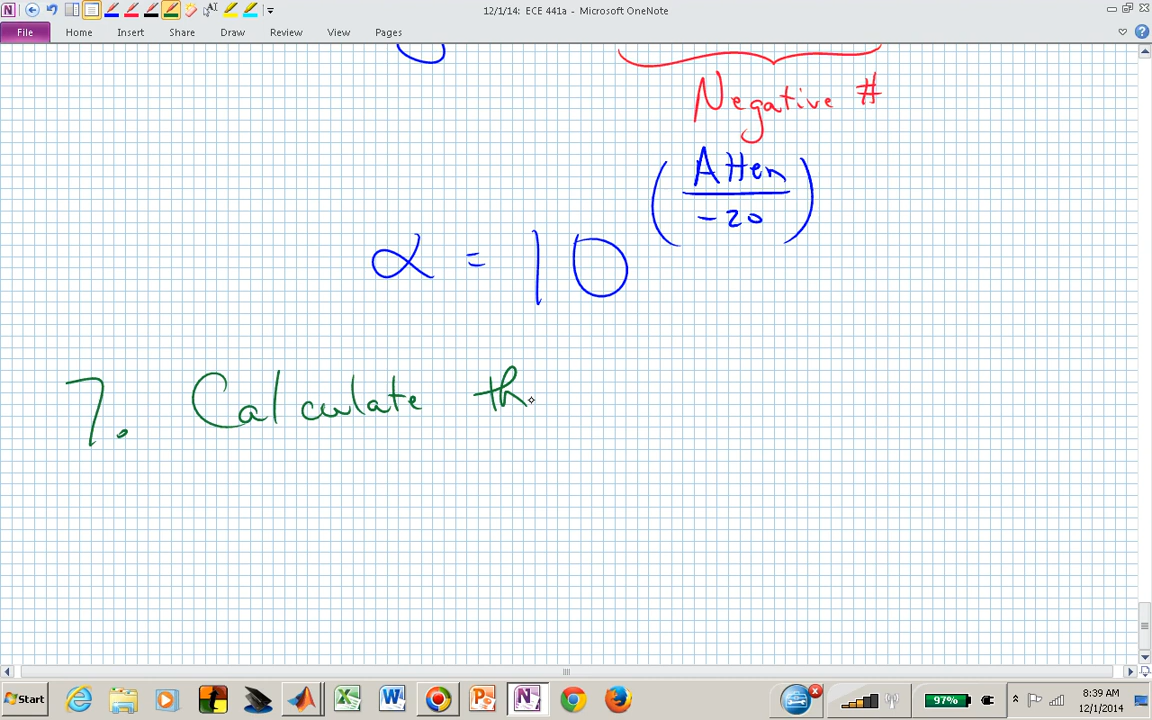 12/1/14: ECE 441a - Microsoft OneNote
File Home Insert Share Draw Review View Pages
Negative #
α = 10^(Atten / -20)
7. Calculate th
Start
97%
8:39 AM
12/1/2014